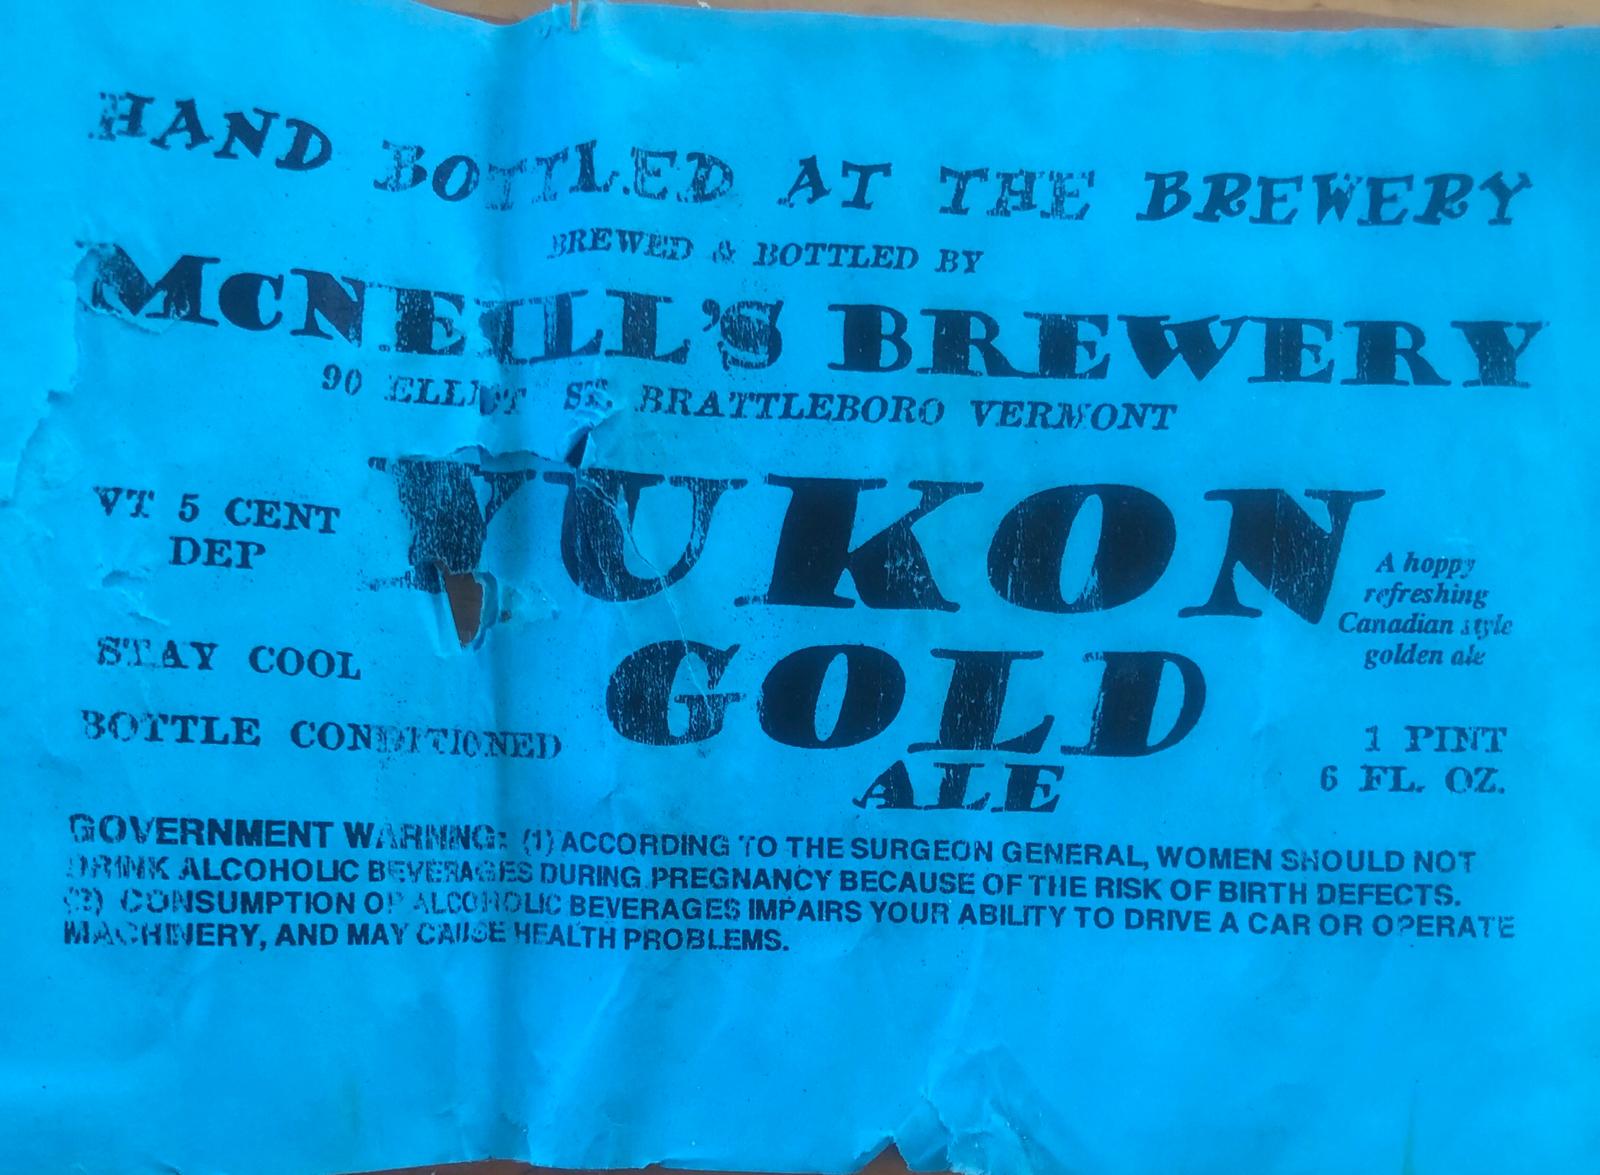 HAND BOTTLED AT THE BREWERY
BREWED & BOTTLED BY
MCNEILL'S BREWERY
90 ELLIOT ST. BRATTLEBORO VERMONT
VT 5 CENT
DEP
YUKON
GOLD
ALE
A hoppy
refreshing
Canadian style
golden ale
STAY COOL
BOTTLE CONDITIONED
1 PINT
6 FL. OZ.
GOVERNMENT WARNING: (1) ACCORDING TO THE SURGEON GENERAL, WOMEN SHOULD NOT
DRINK ALCOHOLIC BEVERAGES DURING PREGNANCY BECAUSE OF THE RISK OF BIRTH DEFECTS.
(2) CONSUMPTION OF ALCOHOLIC BEVERAGES IMPAIRS YOUR ABILITY TO DRIVE A CAR OR OPERATE
MACHINERY, AND MAY CAUSE HEALTH PROBLEMS.